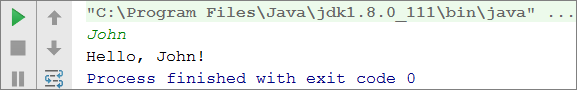 "C:\Program Files\Java\jdk1.8.0_111\bin\java" ...
John
Hello, John!
Process finished with exit code 0